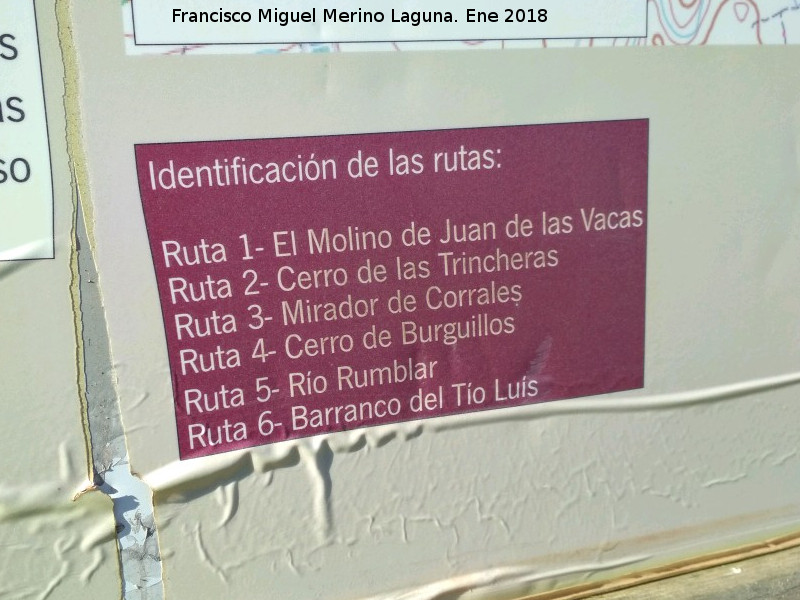 Francisco Miguel Merino Laguna. Ene 2018
s
as
so
Identificación de las rutas:
Ruta 1- El Molino de Juan de las Vacas
Ruta 2- Cerro de las Trincheras
Ruta 3- Mirador de Corrales
Ruta 4- Cerro de Burguillos
Ruta 5- Río Rumblar
Ruta 6- Barranco del Tío Luís